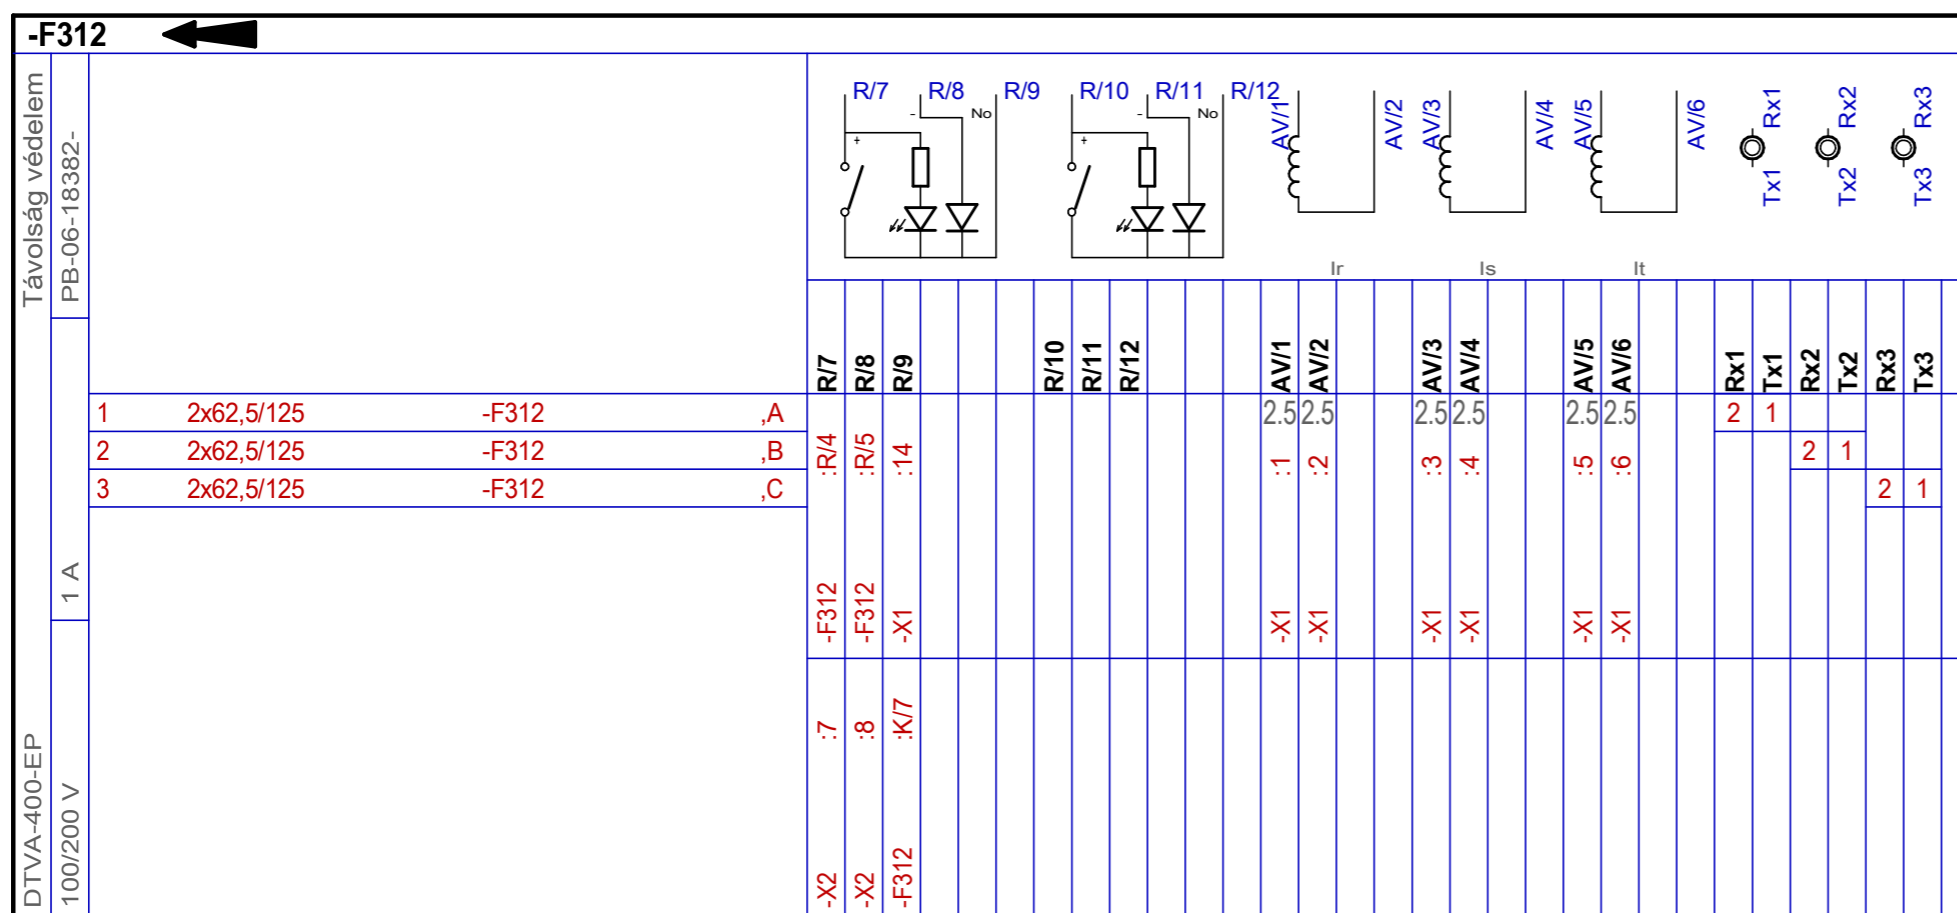 -F312
Távolság védelem
PB-06-18382-
1 A
DTVA-400-EP
100/200 V
R/7 R/8 R/9 R/10 R/11 R/12 AV/1 AV/2 AV/3 AV/4 AV/5 AV/6 Rx1 Rx2 Rx3
- No - No
+ +
Tx1 Tx2 Tx3
Ir Is It
R/7 R/8 R/9 R/10 R/11 R/12 AV/1 AV/2 AV/3 AV/4 AV/5 AV/6 Rx1 Tx1 Rx2 Tx2 Rx3 Tx3
1 2x62,5/125 -F312 ,A 2.5 2.5 2.5 2.5 2.5 2.5 2 1
2 2x62,5/125 -F312 ,B 2 1
3 2x62,5/125 -F312 ,C 2 1
:R/4 :R/5 :14 :1 :2 :3 :4 :5 :6
-F312 -F312 -X1 -X1 -X1 -X1 -X1 -X1 -X1
:7 :8 :K/7
-X2 -X2 -F312